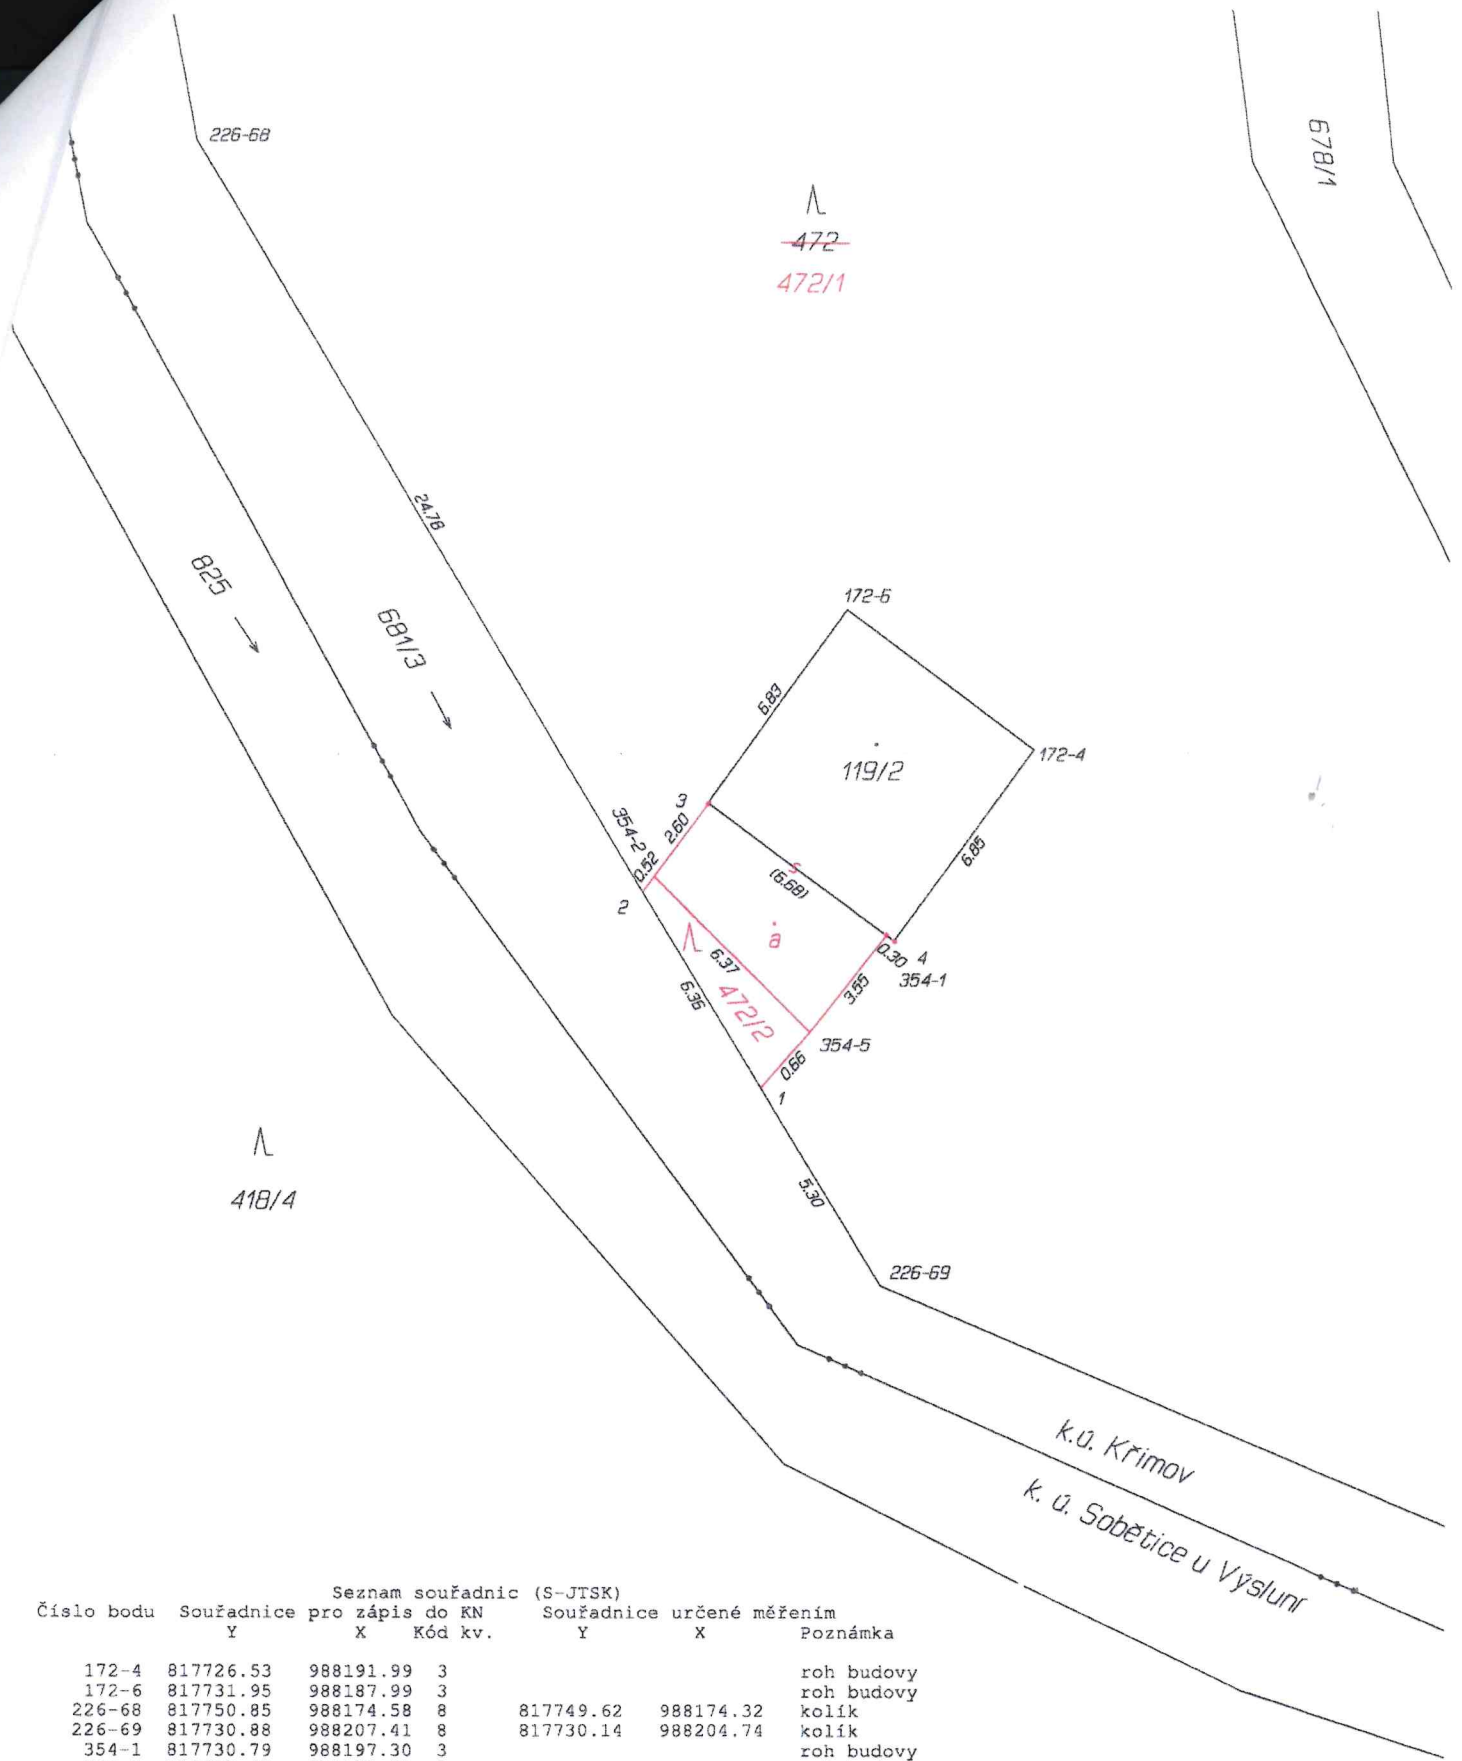 226-68
678/1
472
472/1
24.78
825
681/3
172-6
6.83
172-4
119/2
3
354-2
2.60
0.52
s
(6.68)
6.85
2
a
0.30
4
354-1
6.37
3.55
6.36
472/2
354-5
0.66
1
418/4
5.30
226-69
k.ú. Křimov
k. ú. Sobětice u Výsluní
Seznam souřadnic (S-JTSK)
Číslo bodu Souřadnice pro zápis do KN Souřadnice určené měřením
Y X Kód kv. Y X Poznámka
172-4 817726.53 988191.99 3 roh budovy
172-6 817731.95 988187.99 3 roh budovy
226-68 817750.85 988174.58 8 817749.62 988174.32 kolík
226-69 817730.88 988207.41 8 817730.14 988204.74 kolík
354-1 817730.79 988197.30 3 roh budovy